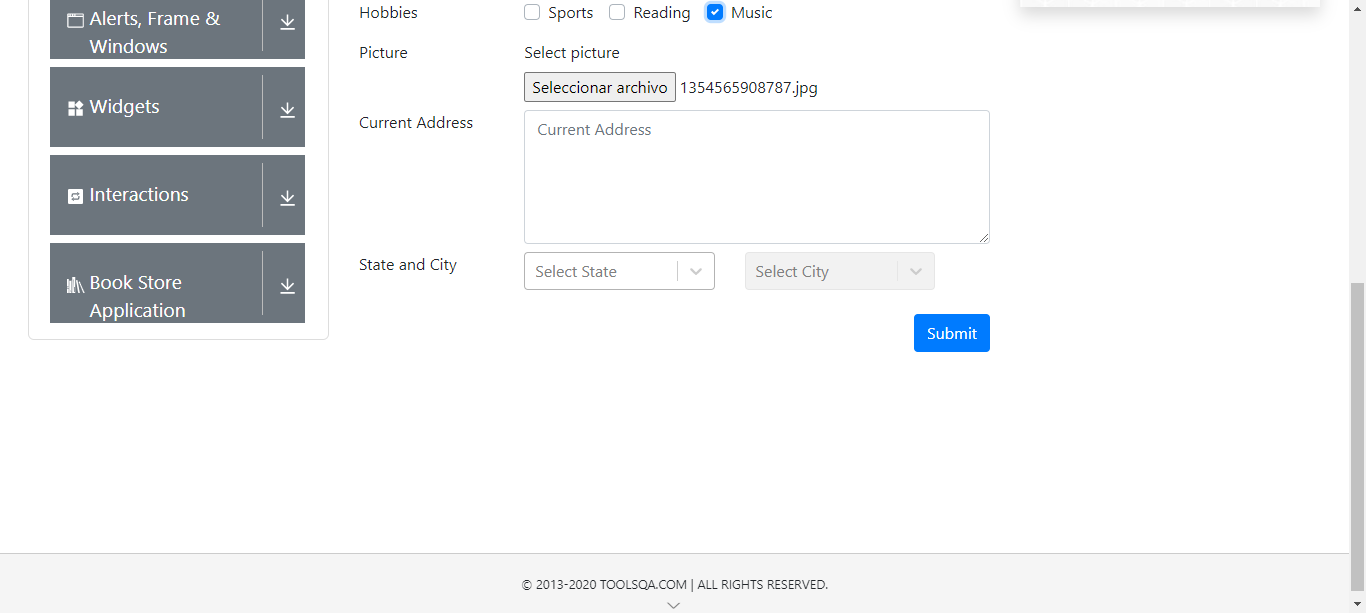 Alerts, Frame &
Windows
Widgets
Interactions
Book Store
Application
Hobbies
Sports Reading Music
Picture
Select picture
Seleccionar archivo 1354565908787.jpg
Current Address
Current Address
State and City
Select State Select City
Submit
© 2013-2020 TOOLSQA.COM | ALL RIGHTS RESERVED.